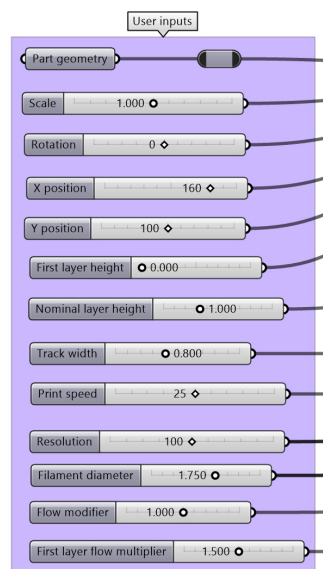 User inputs
Part geometry
Scale 1.000
Rotation 0
X position 160
Y position 100
First layer height 0.000
Nominal layer height 1.000
Track width 0.800
Print speed 25
Resolution 100
Filament diameter 1.750
Flow modifier 1.000
First layer flow multiplier 1.500